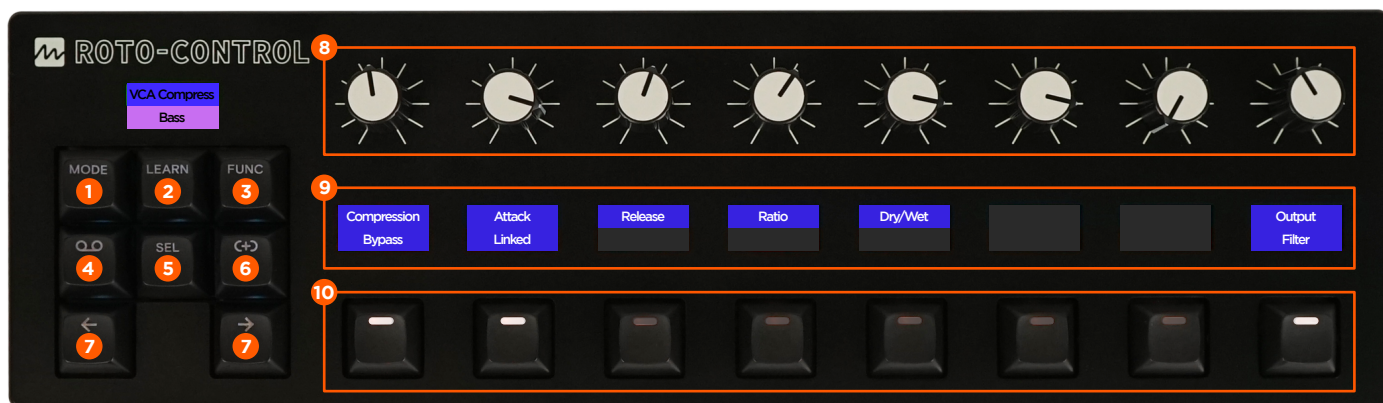 ROTO-CONTROL
8
VCA Compress
Bass
MODE LEARN FUNC
1 2 3
9
Compression Attack Release Ratio Dry/Wet Output
Bypass Linked Filter
SEL
4 5 6
10
← →
7 7